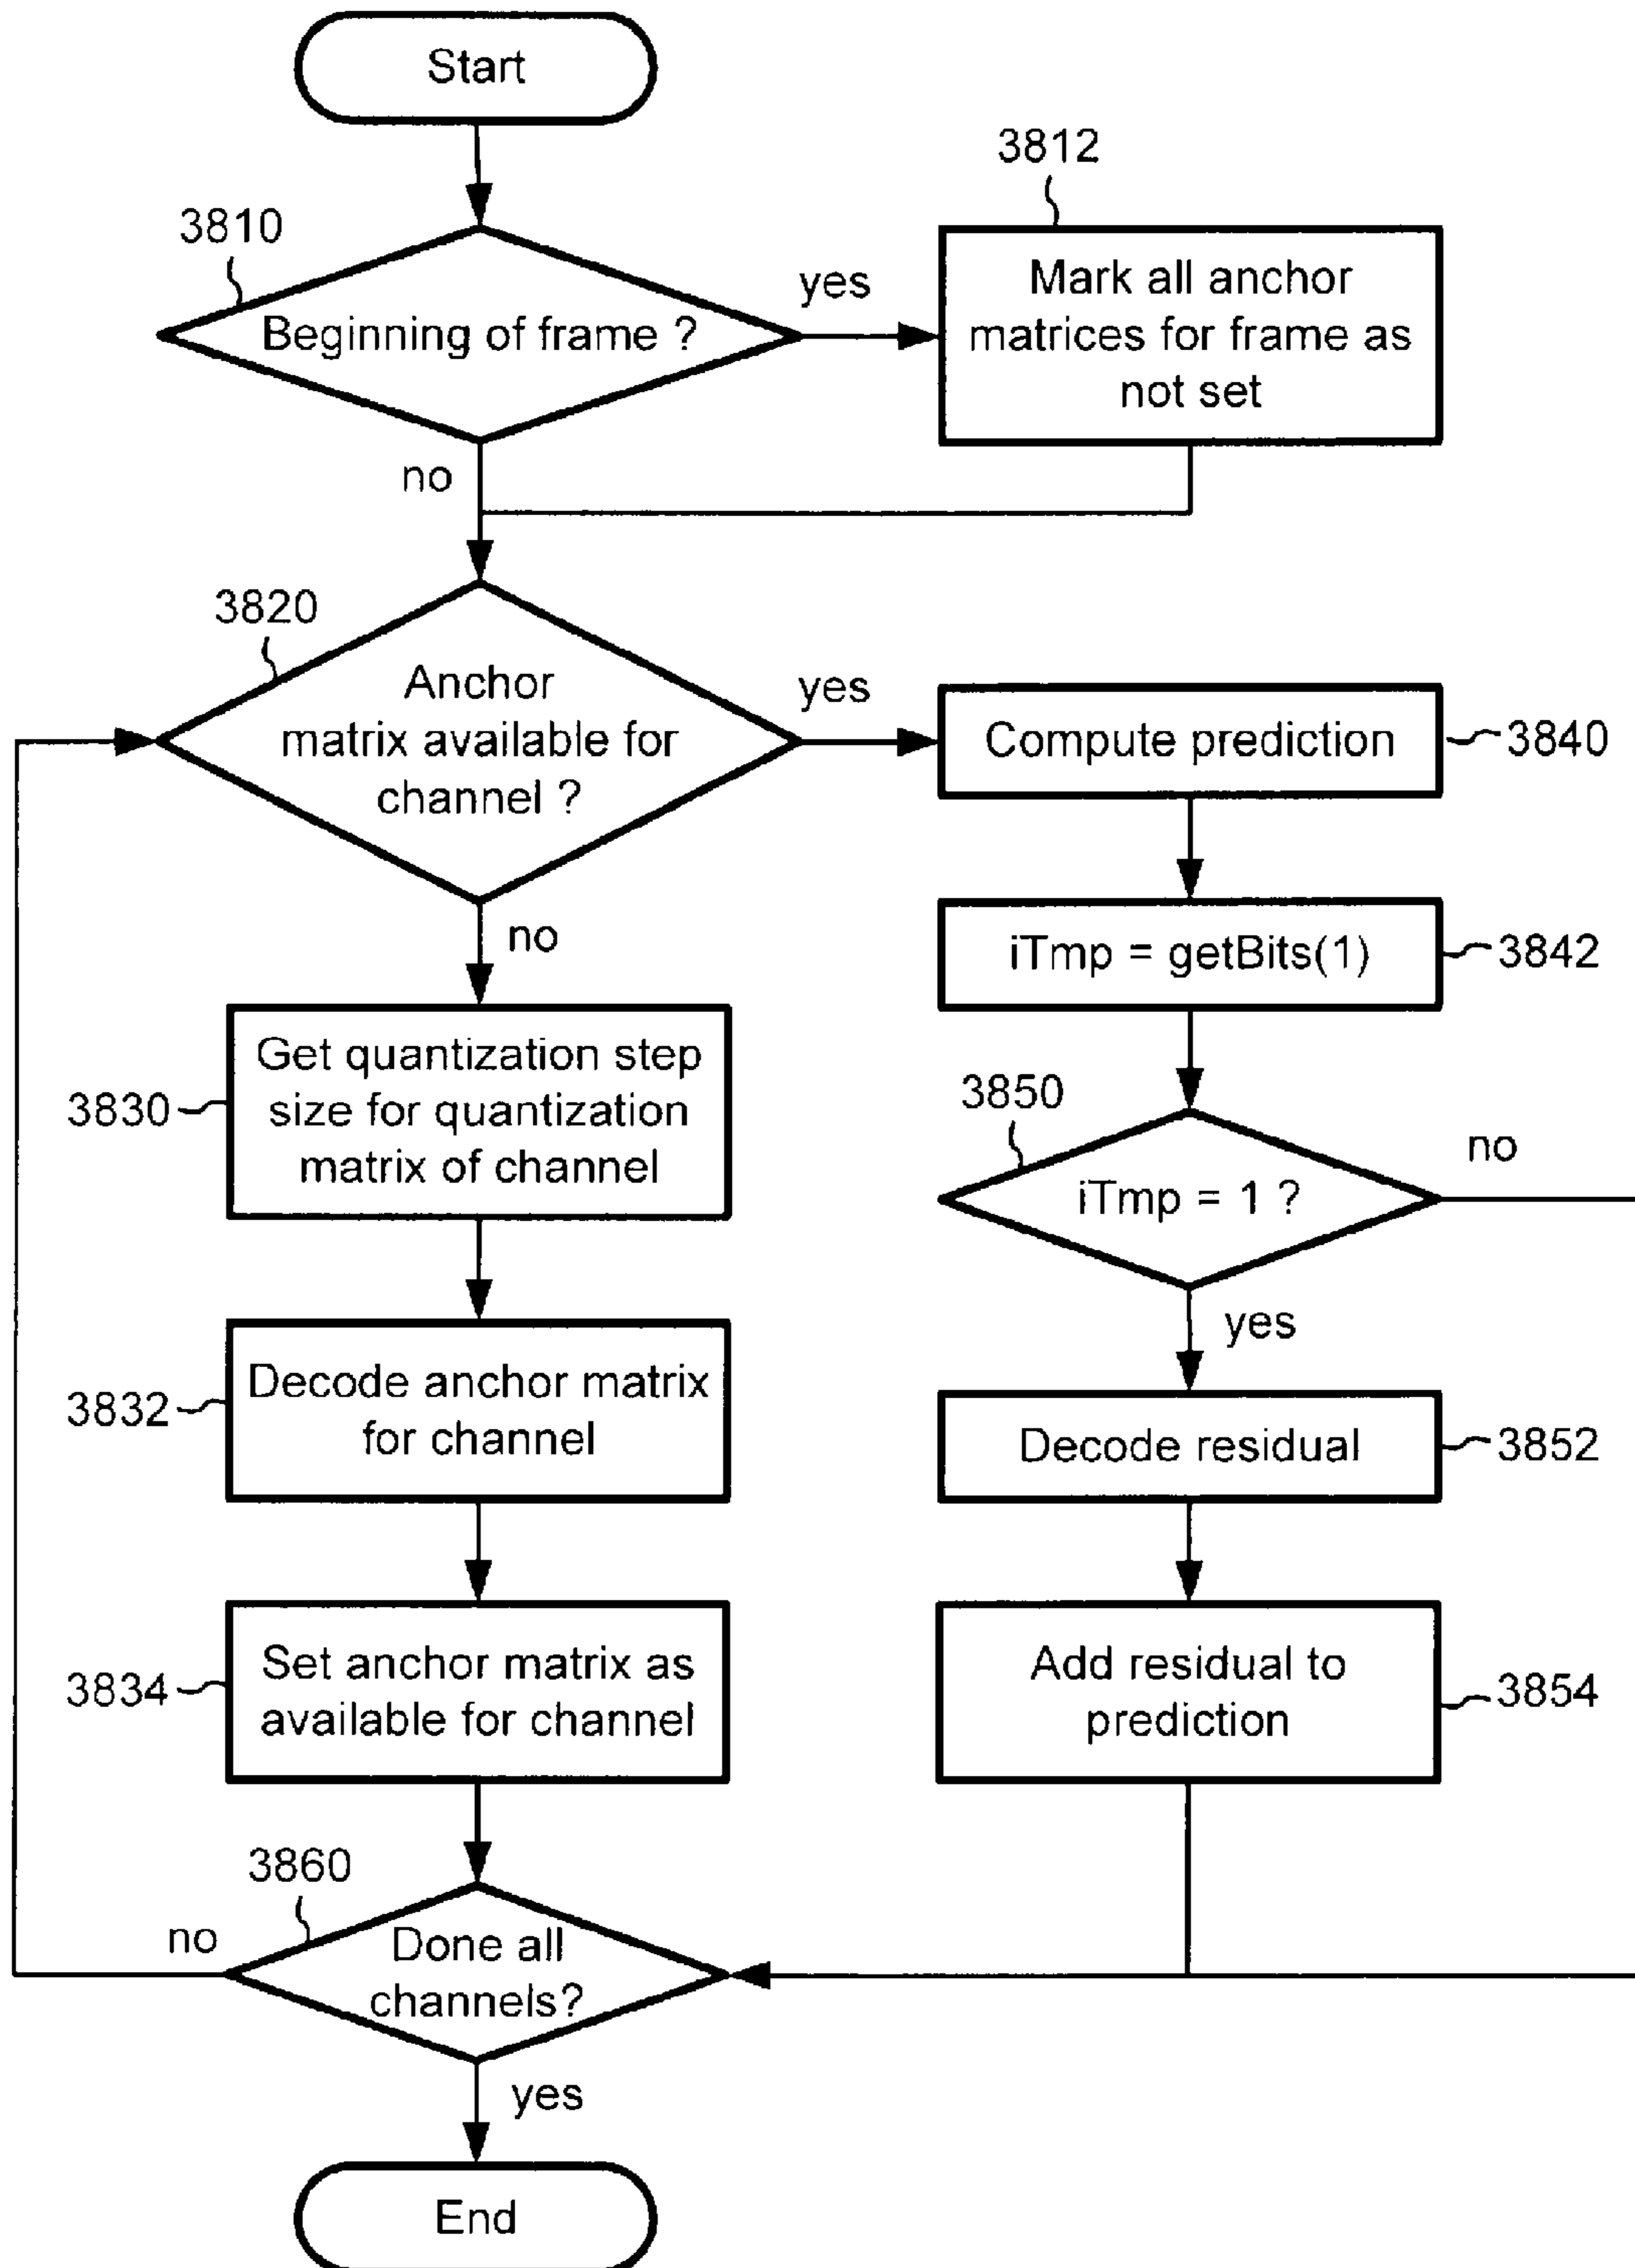 Start
3812
3810
yes
Mark all anchor
matrices for frame as
not set
Beginning of frame ?
no
3820
Anchor
matrix available for
channel ?
yes
Compute prediction
3840
no
iTmp = getBits(1)
3842
Get quantization step
size for quantization
matrix of channel
3830
3850
iTmp = 1 ?
no
yes
Decode anchor matrix
for channel
3832
Decode residual
3852
Set anchor matrix as
available for channel
3834
Add residual to
prediction
3854
3860
no
Done all
channels?
yes
End